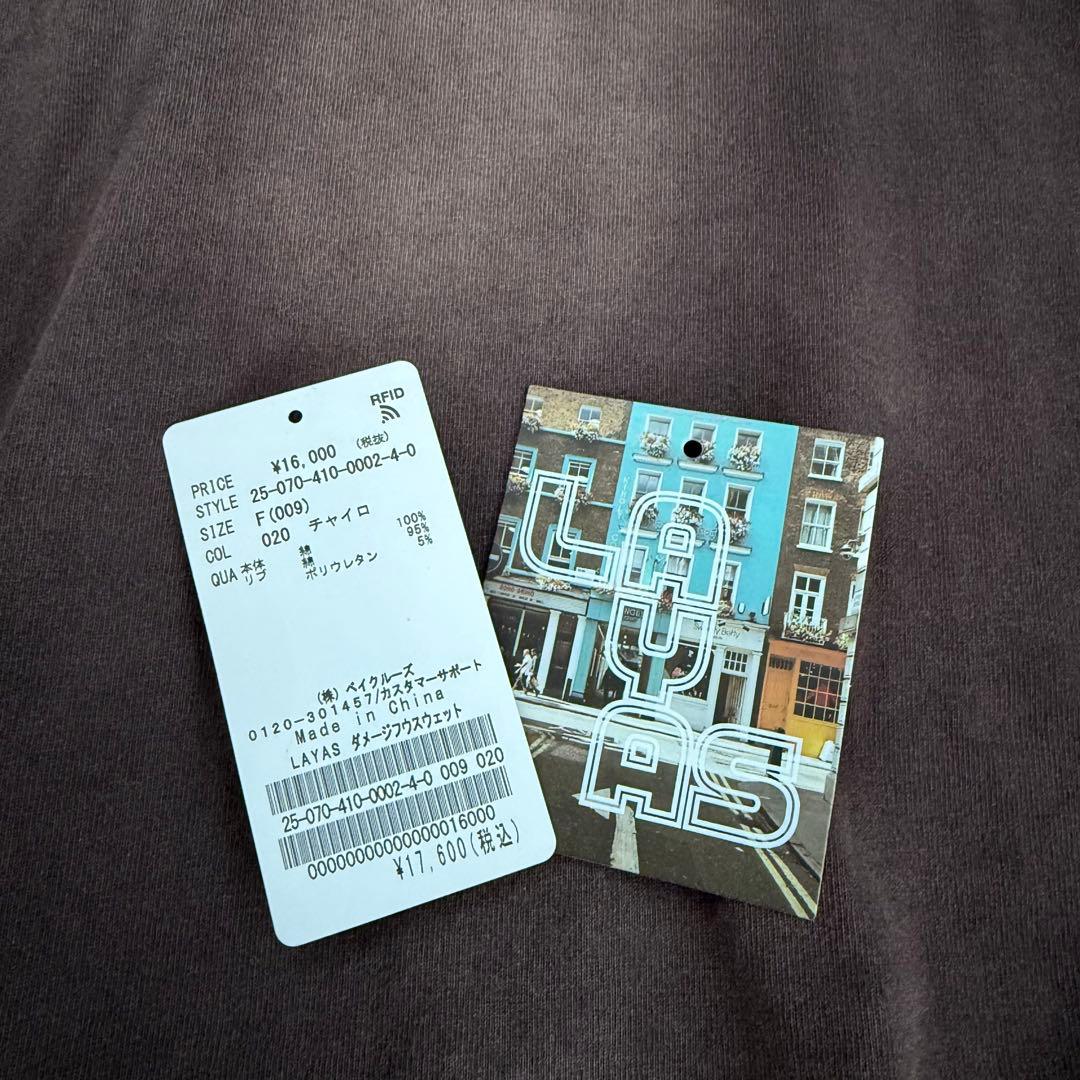 RFID
PRICE ¥16,000 (税抜)
STYLE 25-070-410-0002-4-0
SIZE F(009)
COL 020 チャイロ
QUA 本体 綿 100%
リブ 綿 95%
ポリウレタン 5%
(株) ベイクルーズ
0120-301457/カスタマーサポート
Made in China
LAYAS ダメージフウスウェット
25-070-410-0002-4-0 009 020
00000000000000016000
¥17,600(税込)
LAYAS